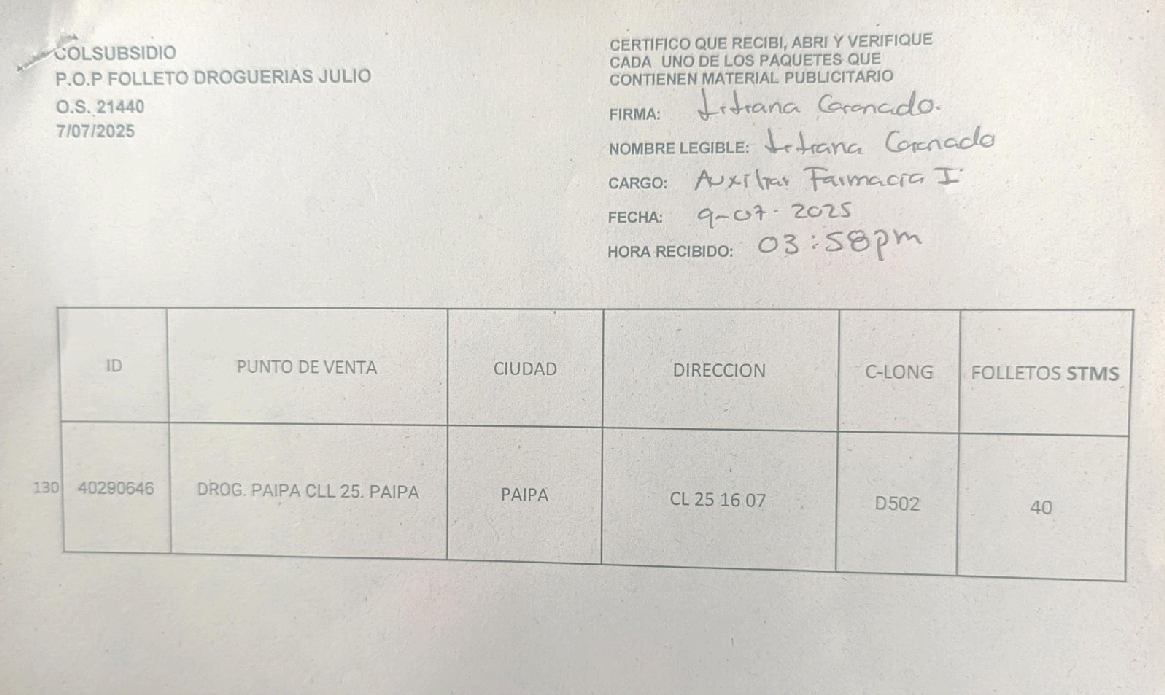 COLSUBSIDIO
P.O.P FOLLETO DROGUERIAS JULIO
O.S. 21440
7/07/2025
CERTIFICO QUE RECIBI, ABRI Y VERIFIQUE
CADA UNO DE LOS PAQUETES QUE
CONTIENEN MATERIAL PUBLICITARIO
FIRMA: Coronado.
NOMBRE LEGIBLE: Coronado
CARGO: Auxiliar Farmacia I
FECHA: 9-07-2025
HORA RECIBIDO: 03:58pm
ID PUNTO DE VENTA CIUDAD DIRECCION C-LONG FOLLETOS STMS
130 40290646 DROG. PAIPA CLL 25. PAIPA PAIPA CL 25 16 07 D502 40